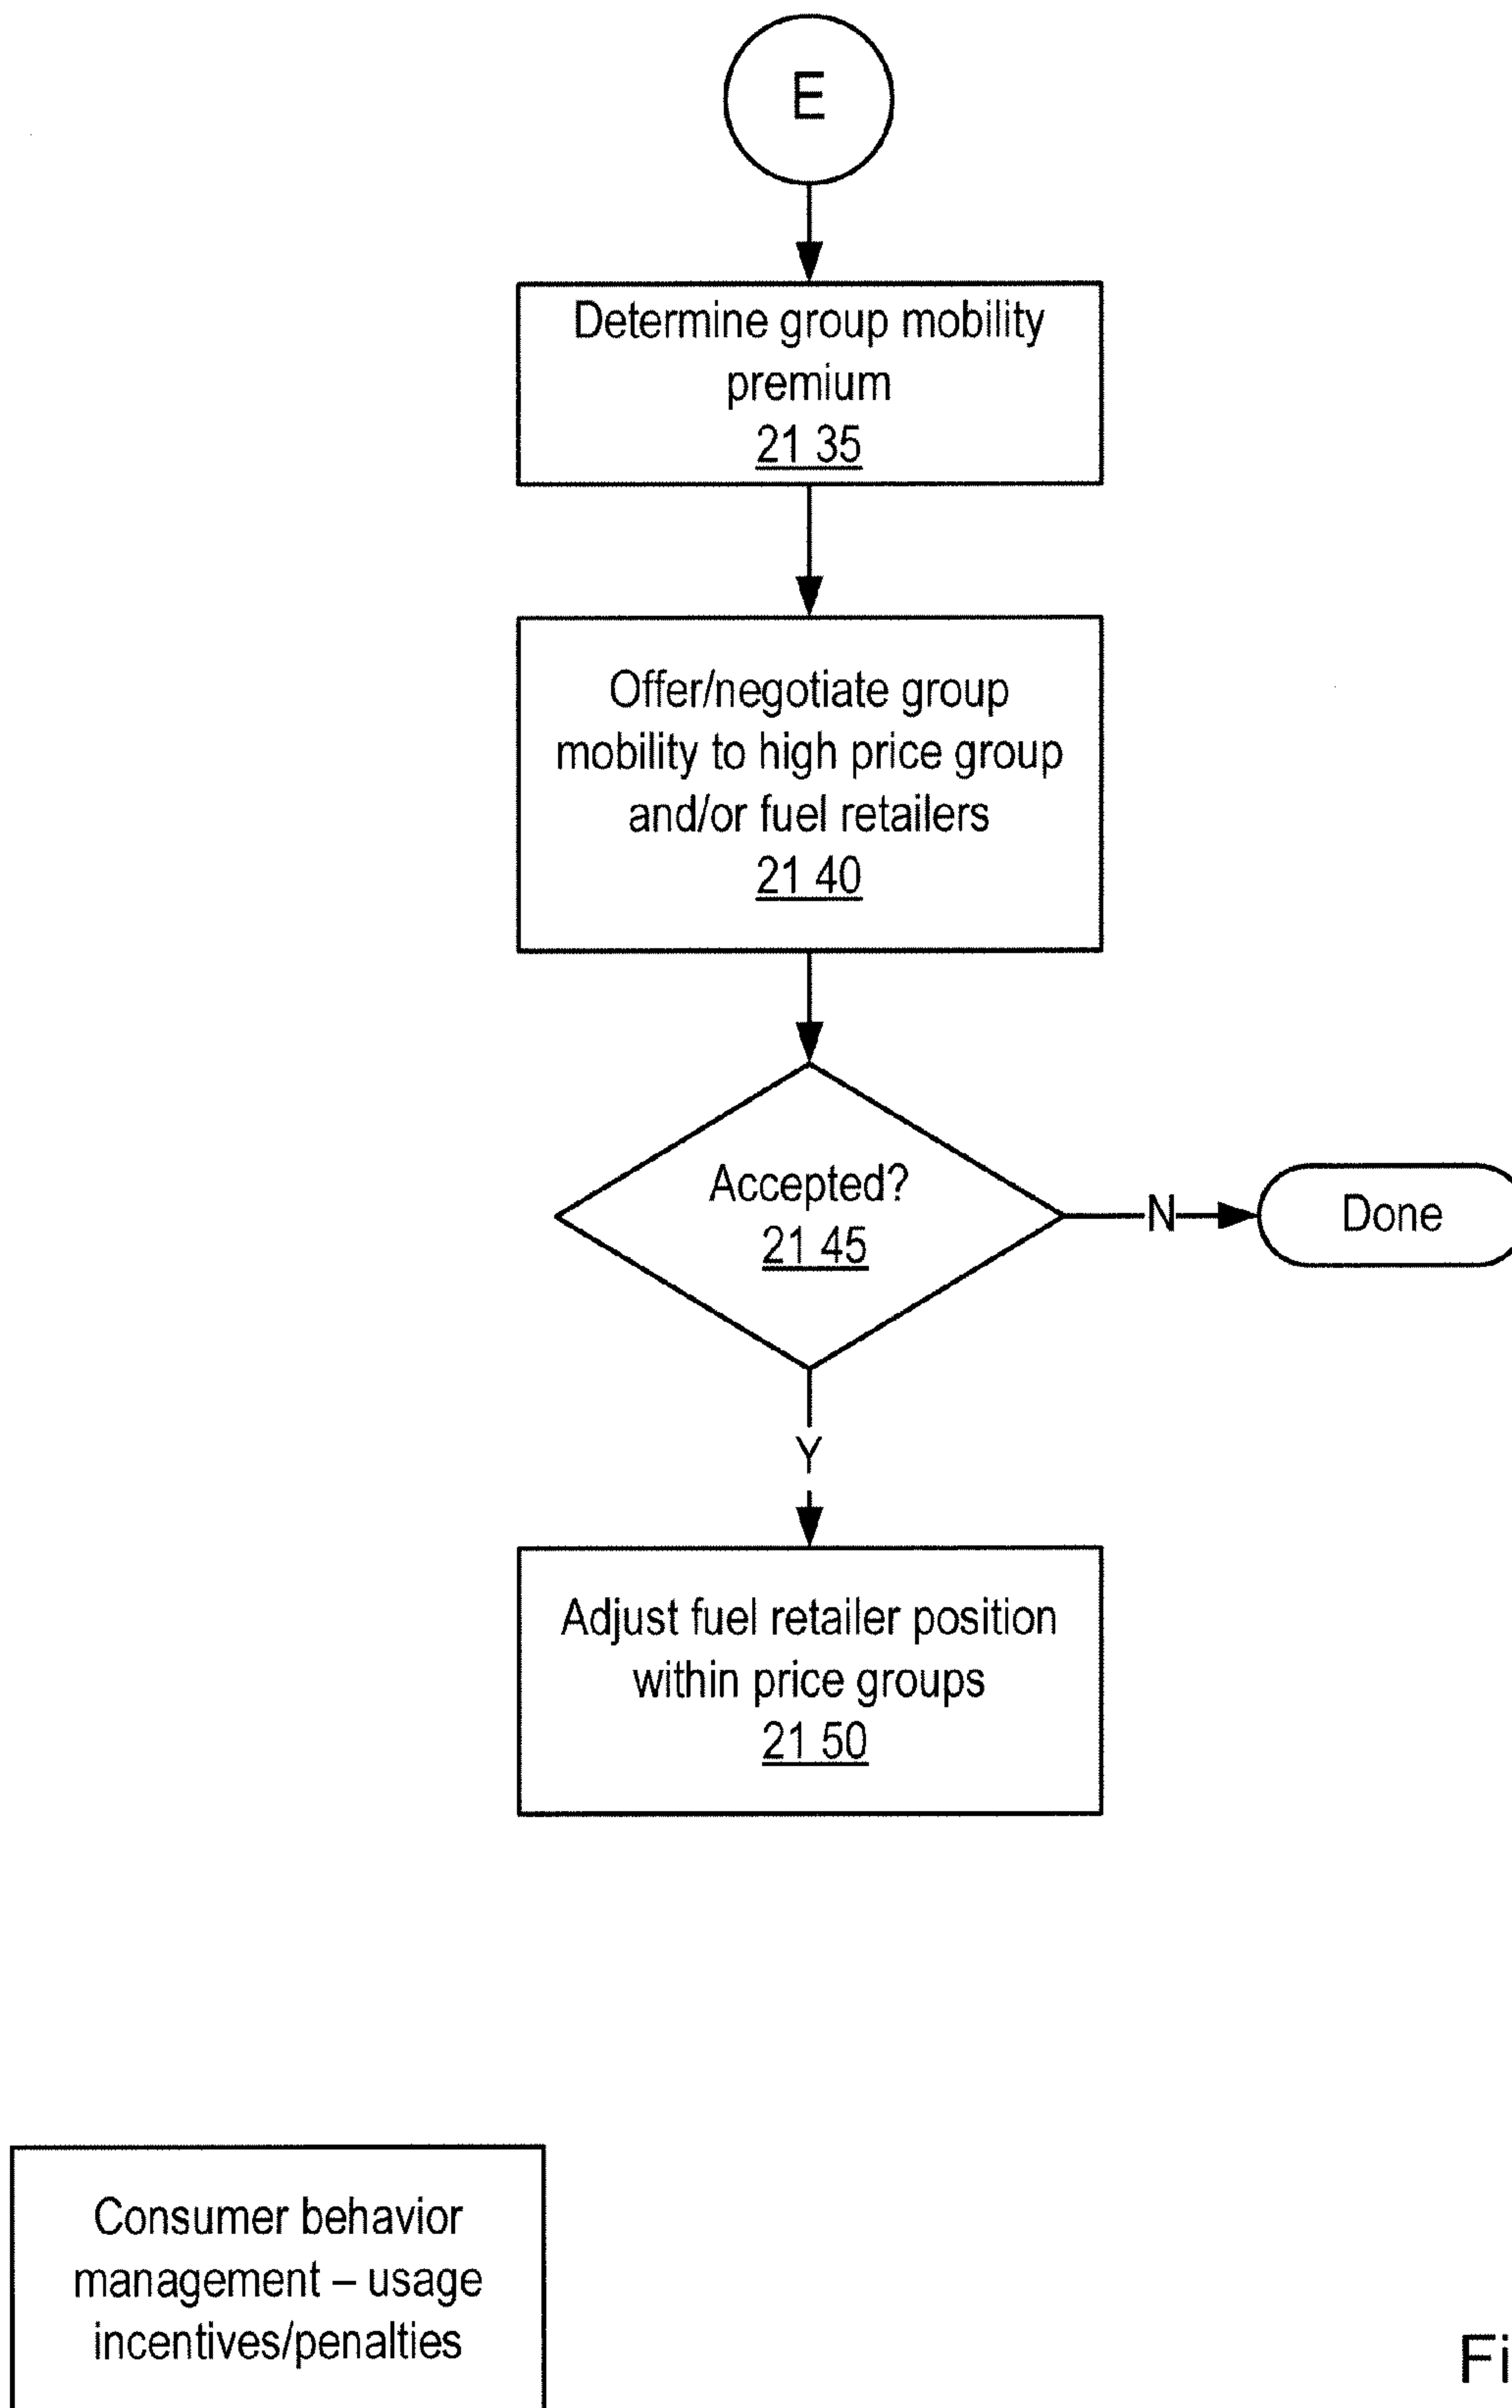 E
Determine group mobility
premium
21 35
Offer/negotiate group
mobility to high price group
and/or fuel retailers
21 40
Accepted?
21 45
N
Done
Y
Adjust fuel retailer position
within price groups
21 50
Consumer behavior
management – usage
incentives/penalties
Fi